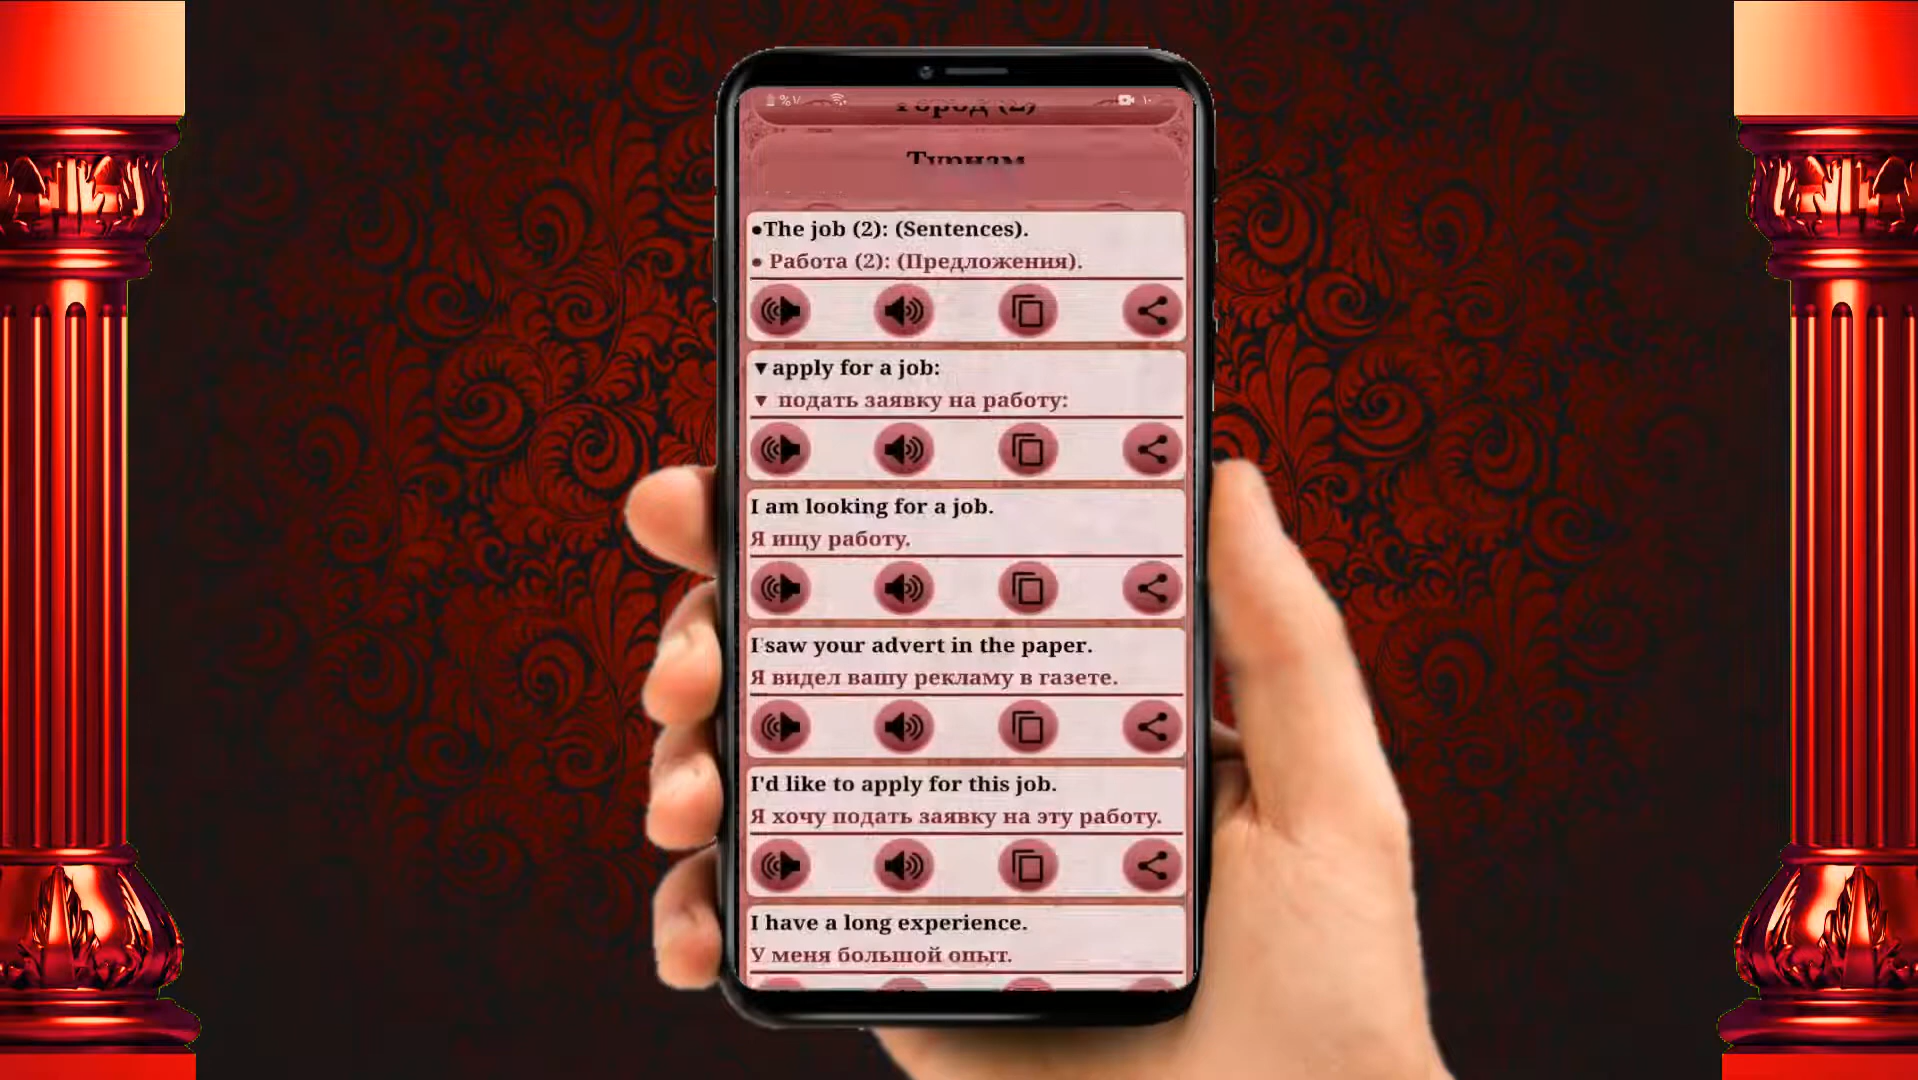 Город (2)
●The job (2): (Sentences).
● Работа (2): (Предложения).
▼apply for a job:
▼ подать заявку на работу:
I am looking for a job.
Я ищу работу.
I saw your advert in the paper.
Я видел вашу рекламу в газете.
I'd like to apply for this job.
Я хочу подать заявку на эту работу.
I have a long experience.
У меня большой опыт.